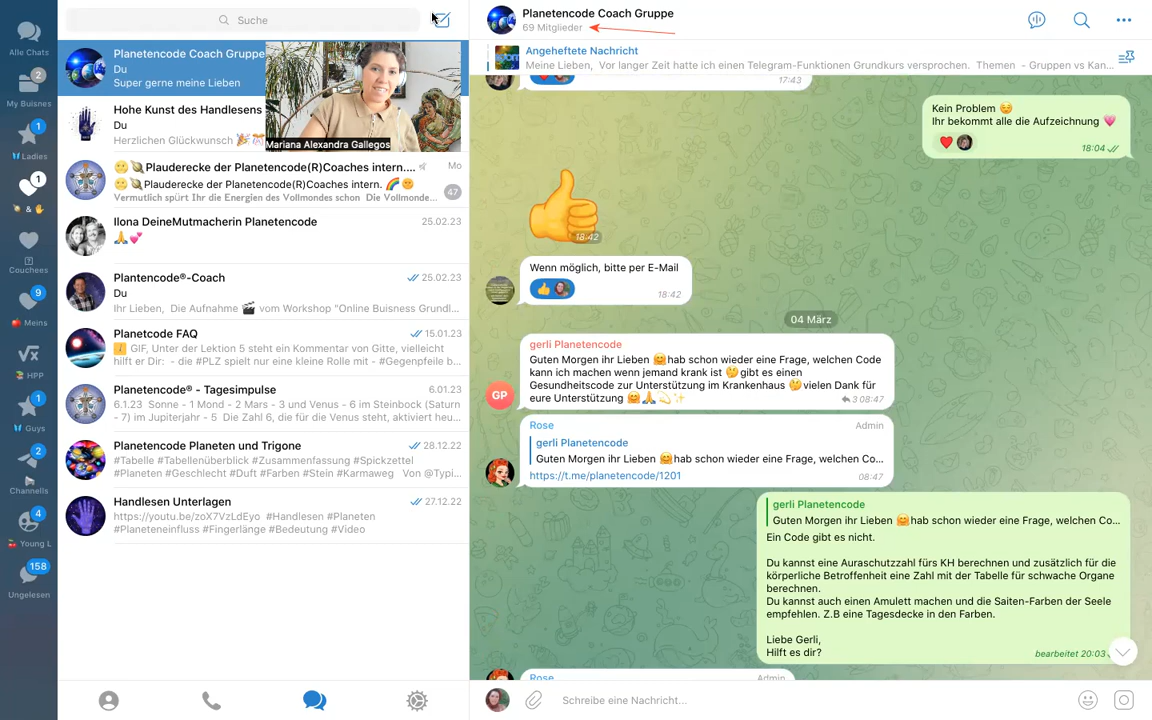 Alle Chats
2
My Buisnes
1
Ladies
1
& 
?
Couchees
9
Meins
HPP
1
Guys
2
Channells
4
Young L
158
Ungelesen
Suche
Planetencode Coach Gruppe
Du
Super gerne meine Lieben
Mariana Alexandra Gallegos
Hohe Kunst des Handlesens
Du
Herzlichen Glückwunsch 🎉🎊
🌝🪐Plauderecke der Planetencode(R)Coaches intern....
Mo
🌝🪐Plauderecke der Planetencode(R)Coaches intern. 🌈🌞
Vermutlich spürt Ihr die Energien des Vollmondes schon Die Vollmonde...
47
Ilona DeineMutmacherin Planetencode
25.02.23
🙏💕
Plantencode®-Coach
25.02.23
Du
Ihr Lieben, Die Aufnahme 🎬 vom Workshop "Online Buisness Grundl...
Planetcode FAQ
15.01.23
GIF, Unter der Lektion 5 steht ein Kommentar von Gitte, vielleicht
hilft er Dir: - die #PLZ spielt nur eine kleine Rolle mit - #Gegenpfeile b...
Planetencode® - Tagesimpulse
6.01.23
6.1.23 Sonne - 1 Mond - 2 Mars - 3 und Venus - 6 im Steinbock (Saturn
- 7) im Jupiterjahr - 5 Die Zahl 6, die für die Venus steht, aktiviert heu...
Planetencode Planeten und Trigone
28.12.22
#Tabelle #Tabellenüberblick #Zusammenfassung #Spickzettel
#Planeten #Geschlecht #Farben #Stein #Karmaweg Von @Typi...
Handlesen Unterlagen
27.12.22
https://youtu.be/zoX7VzLdEyo #Handlesen #Planeten
#Planeteneinfluss #Fingerlänge #Bedeutung #Video
Planetencode Coach Gruppe
69 Mitglieder
Angeheftete Nachricht
Meine Lieben, Vor langer Zeit hatte ich einen Telegram-Funktionen Grundkurs versprochen. Themen - Gruppen vs Kan...
17:43
Kein Problem 😊
Ihr bekommt alle die Aufzeichnung 💗
18:04
18:42
Wenn möglich, bitte per E-Mail
18:42
04 März
gerli Planetencode
Guten Morgen ihr Lieben 🤗hab schon wieder eine Frage, welchen Code
kann ich machen wenn jemand krank ist 🤔gibt es einen
Gesundheitscode zur Unterstützung im Krankenhaus 🤔vielen Dank für
eure Unterstützung 🤗🙏💫✨
3 08:47
GP
Rose
Admin
gerli Planetencode
Guten Morgen ihr Lieben 🤗hab schon wieder eine Frage, welchen Co...
https://t.me/planetencode/1201
08:47
gerli Planetencode
Guten Morgen ihr Lieben 🤗hab schon wieder eine Frage, welchen Co...
Ein Code gibt es nicht.
Du kannst eine Auraschutzzahl fürs KH berechnen und zusätzlich für die
körperliche Betroffenheit eine Zahl mit der Tabelle für schwache Organe
berechnen.
Du kannst auch einen Amulett machen und die Saiten-Farben der Seele
empfehlen. Z.B eine Tagesdecke in den Farben.
Liebe Gerli,
Hilft es dir?
bearbeitet 20:03
Rose
Admin
Schreibe eine Nachricht...